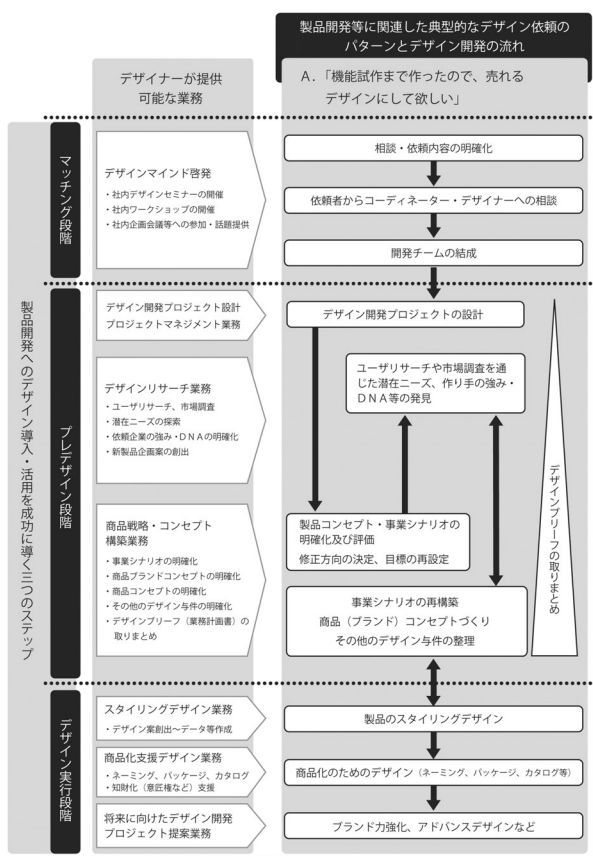 製品開発等に関連した典型的なデザイン依頼の
パターンとデザイン開発の流れ
デザイナーが提供
可能な業務
A.「機能試作まで作ったので、売れる
デザインにして欲しい」
製品開発へのデザイン導入・活用を成功に導く三つのステップ
マッチング段階
デザインマインド啓発
・社内デザインセミナーの開催
・社内ワークショップの開催
・社内企画会議等への参加・話題提供
相談・依頼内容の明確化
依頼者からコーディネーター・デザイナーへの相談
開発チームの結成
プレデザイン段階
デザイン開発プロジェクト設計
プロジェクトマネジメント業務
デザインリサーチ業務
・ユーザリサーチ、市場調査
・潜在ニーズの探索
・依頼企業の強み・DNAの明確化
・新製品企画案の創出
商品戦略・コンセプト
構築業務
・事業シナリオの明確化
・商品ブランドコンセプトの明確化
・商品コンセプトの明確化
・その他のデザイン与件の明確化
・デザインブリーフ（業務計画書）の
取りまとめ
デザイン開発プロジェクトの設計
ユーザリサーチや市場調査を通
じた潜在ニーズ、作り手の強み・
DNA等の発見
製品コンセプト・事業シナリオの
明確化及び評価
修正方向の決定、目標の再設定
事業シナリオの再構築
商品（ブランド）コンセプトづくり
その他のデザイン与件の整理
デザインブリーフの取りまとめ
デザイン実行段階
スタイリングデザイン業務
・デザイン案創出〜データ等作成
商品化支援デザイン業務
・ネーミング、パッケージ、カタログ
・知財化（意匠権など）支援
将来に向けたデザイン開発
プロジェクト提案業務
製品のスタイリングデザイン
商品化のためのデザイン（ネーミング、パッケージ、カタログ等）
ブランド力強化、アドバンスデザインなど